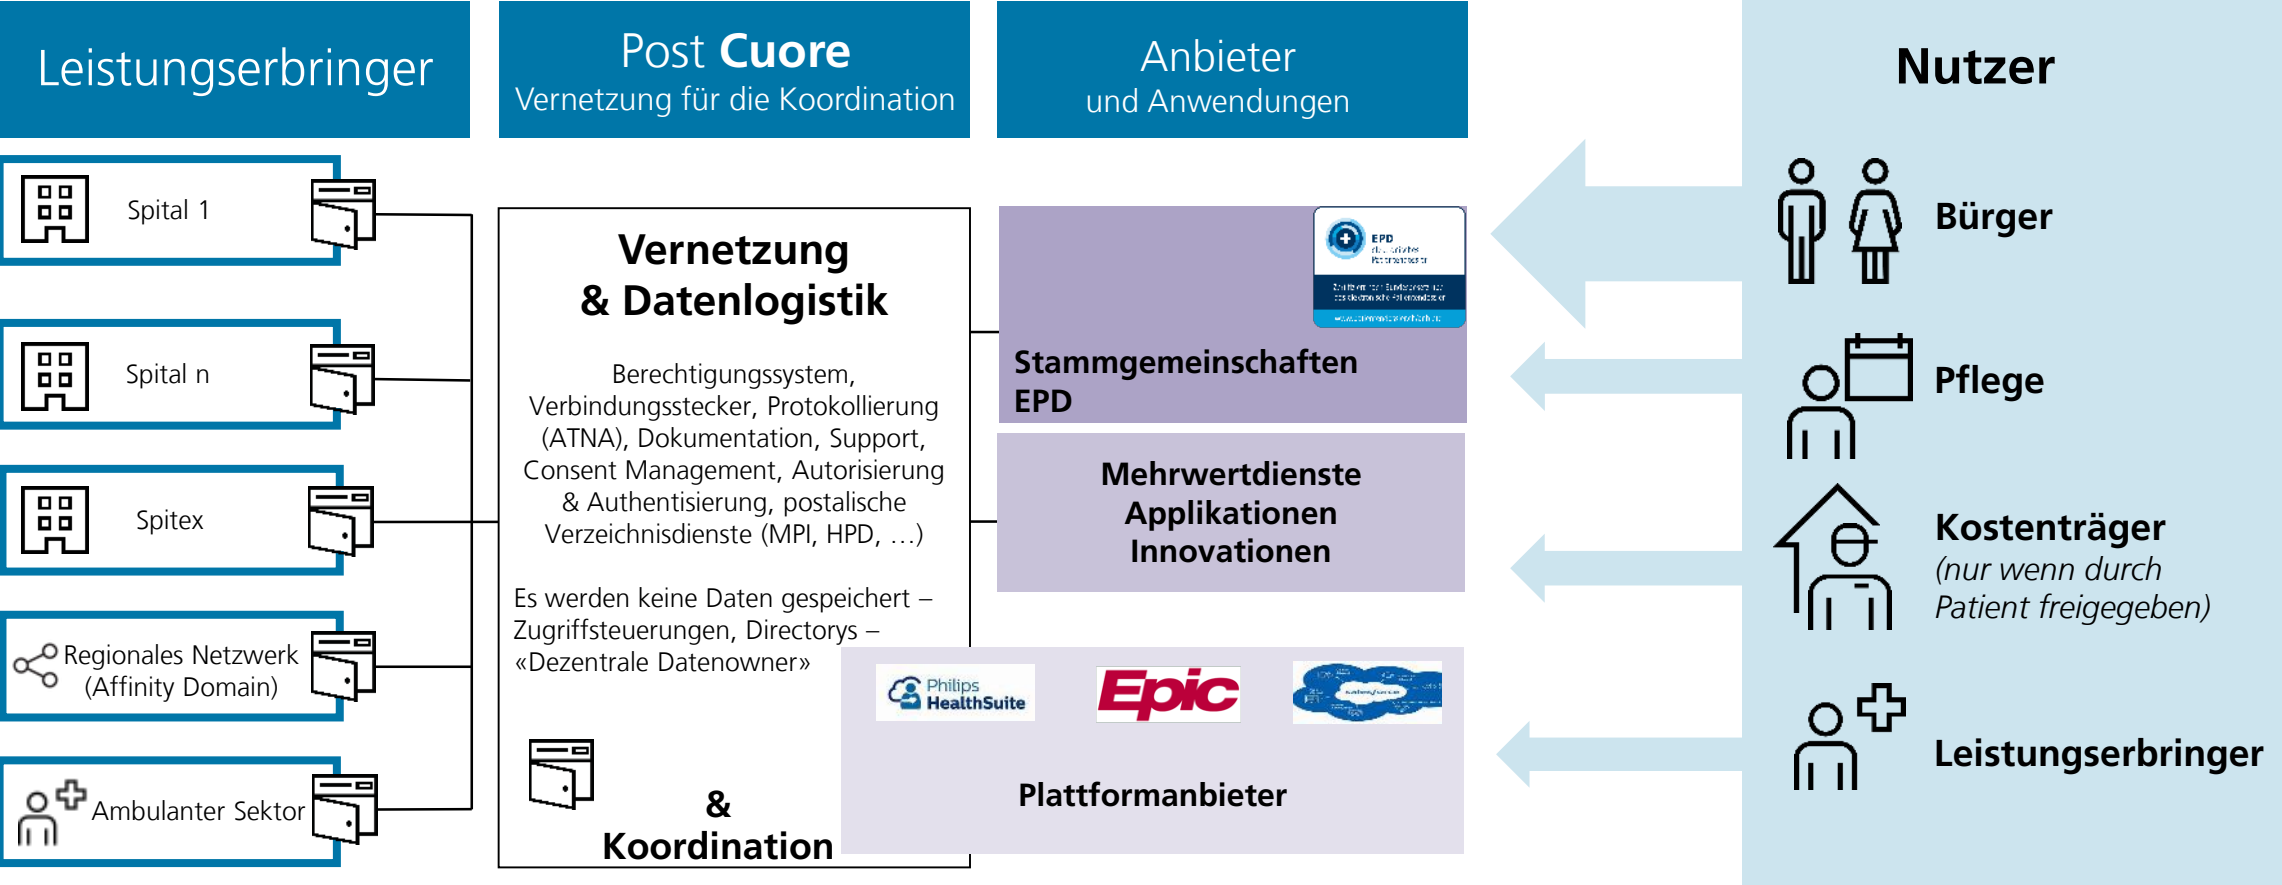 Leistungserbringer
Post Cuore
Vernetzung für die Koordination
Anbieter
und Anwendungen
Nutzer
Spital 1
Spital n
Spitex
Regionales Netzwerk
(Affinity Domain)
Ambulanter Sektor
Vernetzung
& Datenlogistik
Berechtigungssystem,
Verbindungsstecker, Protokollierung
(ATNA), Dokumentation, Support,
Consent Management, Autorisierung
& Authentisierung, postalische
Verzeichnisdienste (MPI, HPD, …)
Es werden keine Daten gespeichert –
Zugriffsteuerungen, Directorys –
«Dezentrale Datenowner»
&
Koordination
EPD
Stammgemeinschaften
EPD
Mehrwertdienste
Applikationen
Innovationen
Philips
HealthSuite
Epic
salesforce
Plattformanbieter
Bürger
Pflege
Kostenträger
(nur wenn durch
Patient freigegeben)
Leistungserbringer